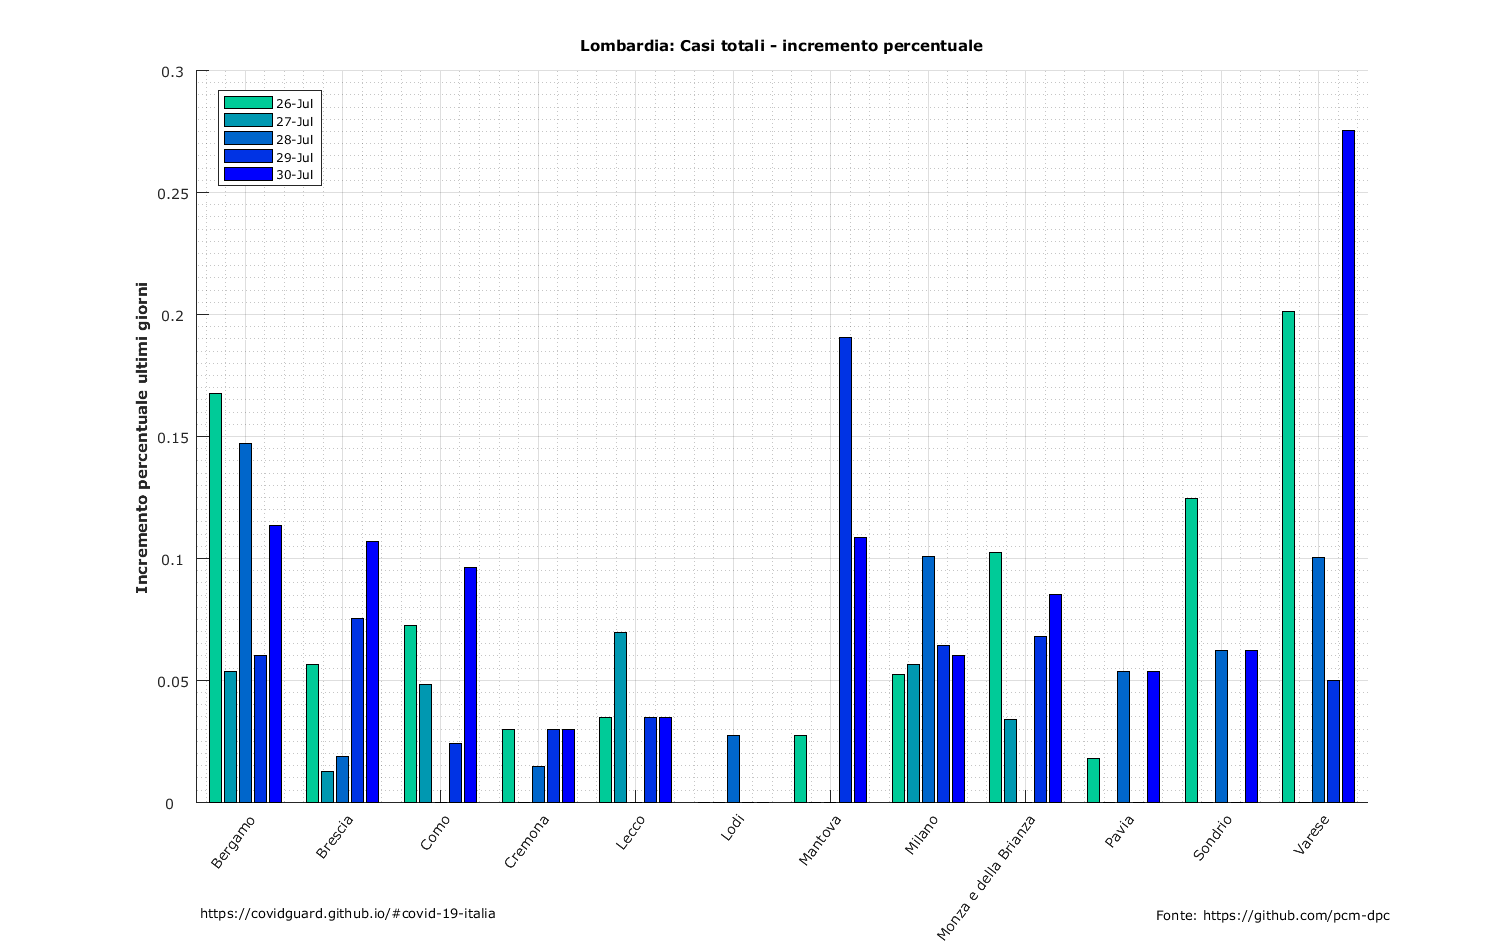 Lombardia: Casi totali - incremento percentuale
0.3
0.25
0.2
0.15
0.1
0.05
0
Incremento percentuale ultimi giorni
26-Jul
27-Jul
28-Jul
29-Jul
30-Jul
Bergamo
Brescia
Como
Cremona
Lecco
Lodi
Mantova
Milano
Monza e della Brianza
Pavia
Sondrio
Varese
https://covidguard.github.io/#covid-19-italia
Fonte: https://github.com/pcm-dpc